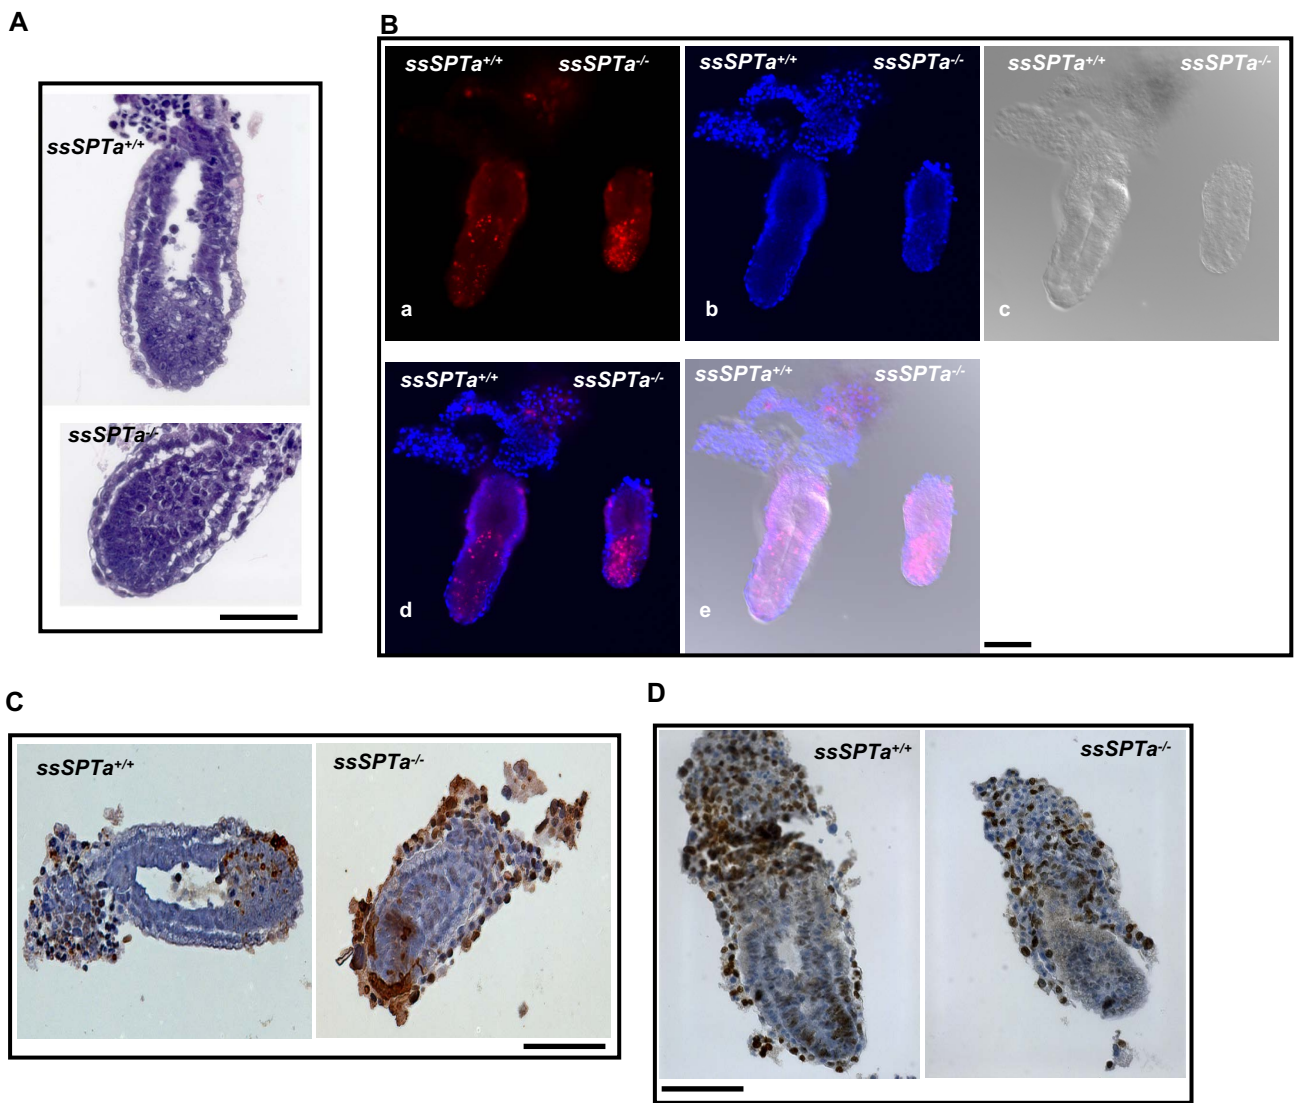 A
B
ssSPTa+/+
ssSPTa-/-
ssSPTa+/+ ssSPTa-/-
a
ssSPTa+/+ ssSPTa-/-
b
ssSPTa+/+ ssSPTa-/-
c
ssSPTa+/+ ssSPTa-/-
d
ssSPTa+/+ ssSPTa-/-
e
C
ssSPTa+/+
ssSPTa-/-
D
ssSPTa+/+
ssSPTa-/-